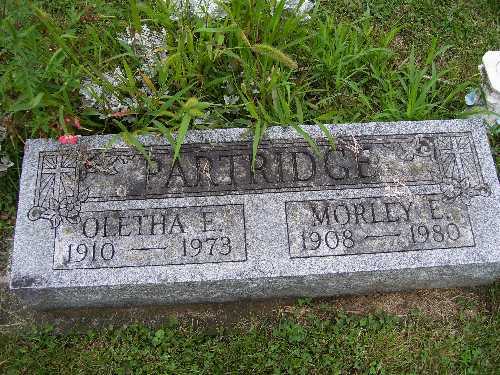 PARTRIDGE
OLETHA E.
1910 — 1973
MORLEY E.
1908 — 1980